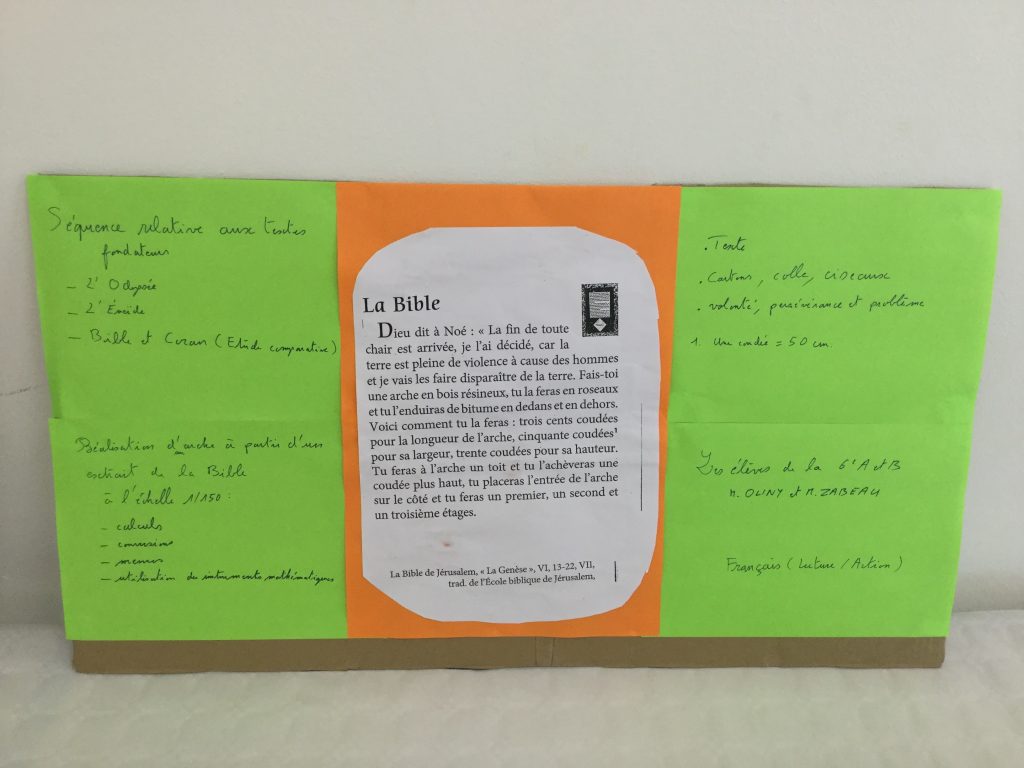 Séquence relative aux textes
fondateurs
- L'Odyssée
- L'Énéide
- Bible et Coran (Etude comparative)
Réalisation d'arche à partir d'un
extrait de la Bible
à l'échelle 1/150 :
- calculs
- conversions
- mesures
- utilisation de instruments mathématiques
La Bible
Dieu dit à Noé : « La fin de toute
chair est arrivée, je l'ai décidé, car la
terre est pleine de violence à cause des hommes
et je vais les faire disparaître de la terre. Fais-toi
une arche en bois résineux, tu la feras en roseaux
et tu l'enduiras de bitume en dedans et en dehors.
Voici comment tu la feras : trois cents coudées
pour la longueur de l'arche, cinquante coudées¹
pour sa largeur, trente coudées pour sa hauteur.
Tu feras à l'arche un toit et tu l'achèveras une
coudée plus haut, tu placeras l'entrée de l'arche
sur le côté et tu feras un premier, un second et
un troisième étages.
La Bible de Jérusalem, « La Genèse », VI, 13-22, VII,
trad. de l'École biblique de Jérusalem,
. Texte
. Cartons, colle, ciseaux
. volonté, persévérance et problème
1. Une coudée = 50 cm.
Les élèves de la 6e A et B
M. OLINY et M. ZABEAU
Français (Lecture / Action)